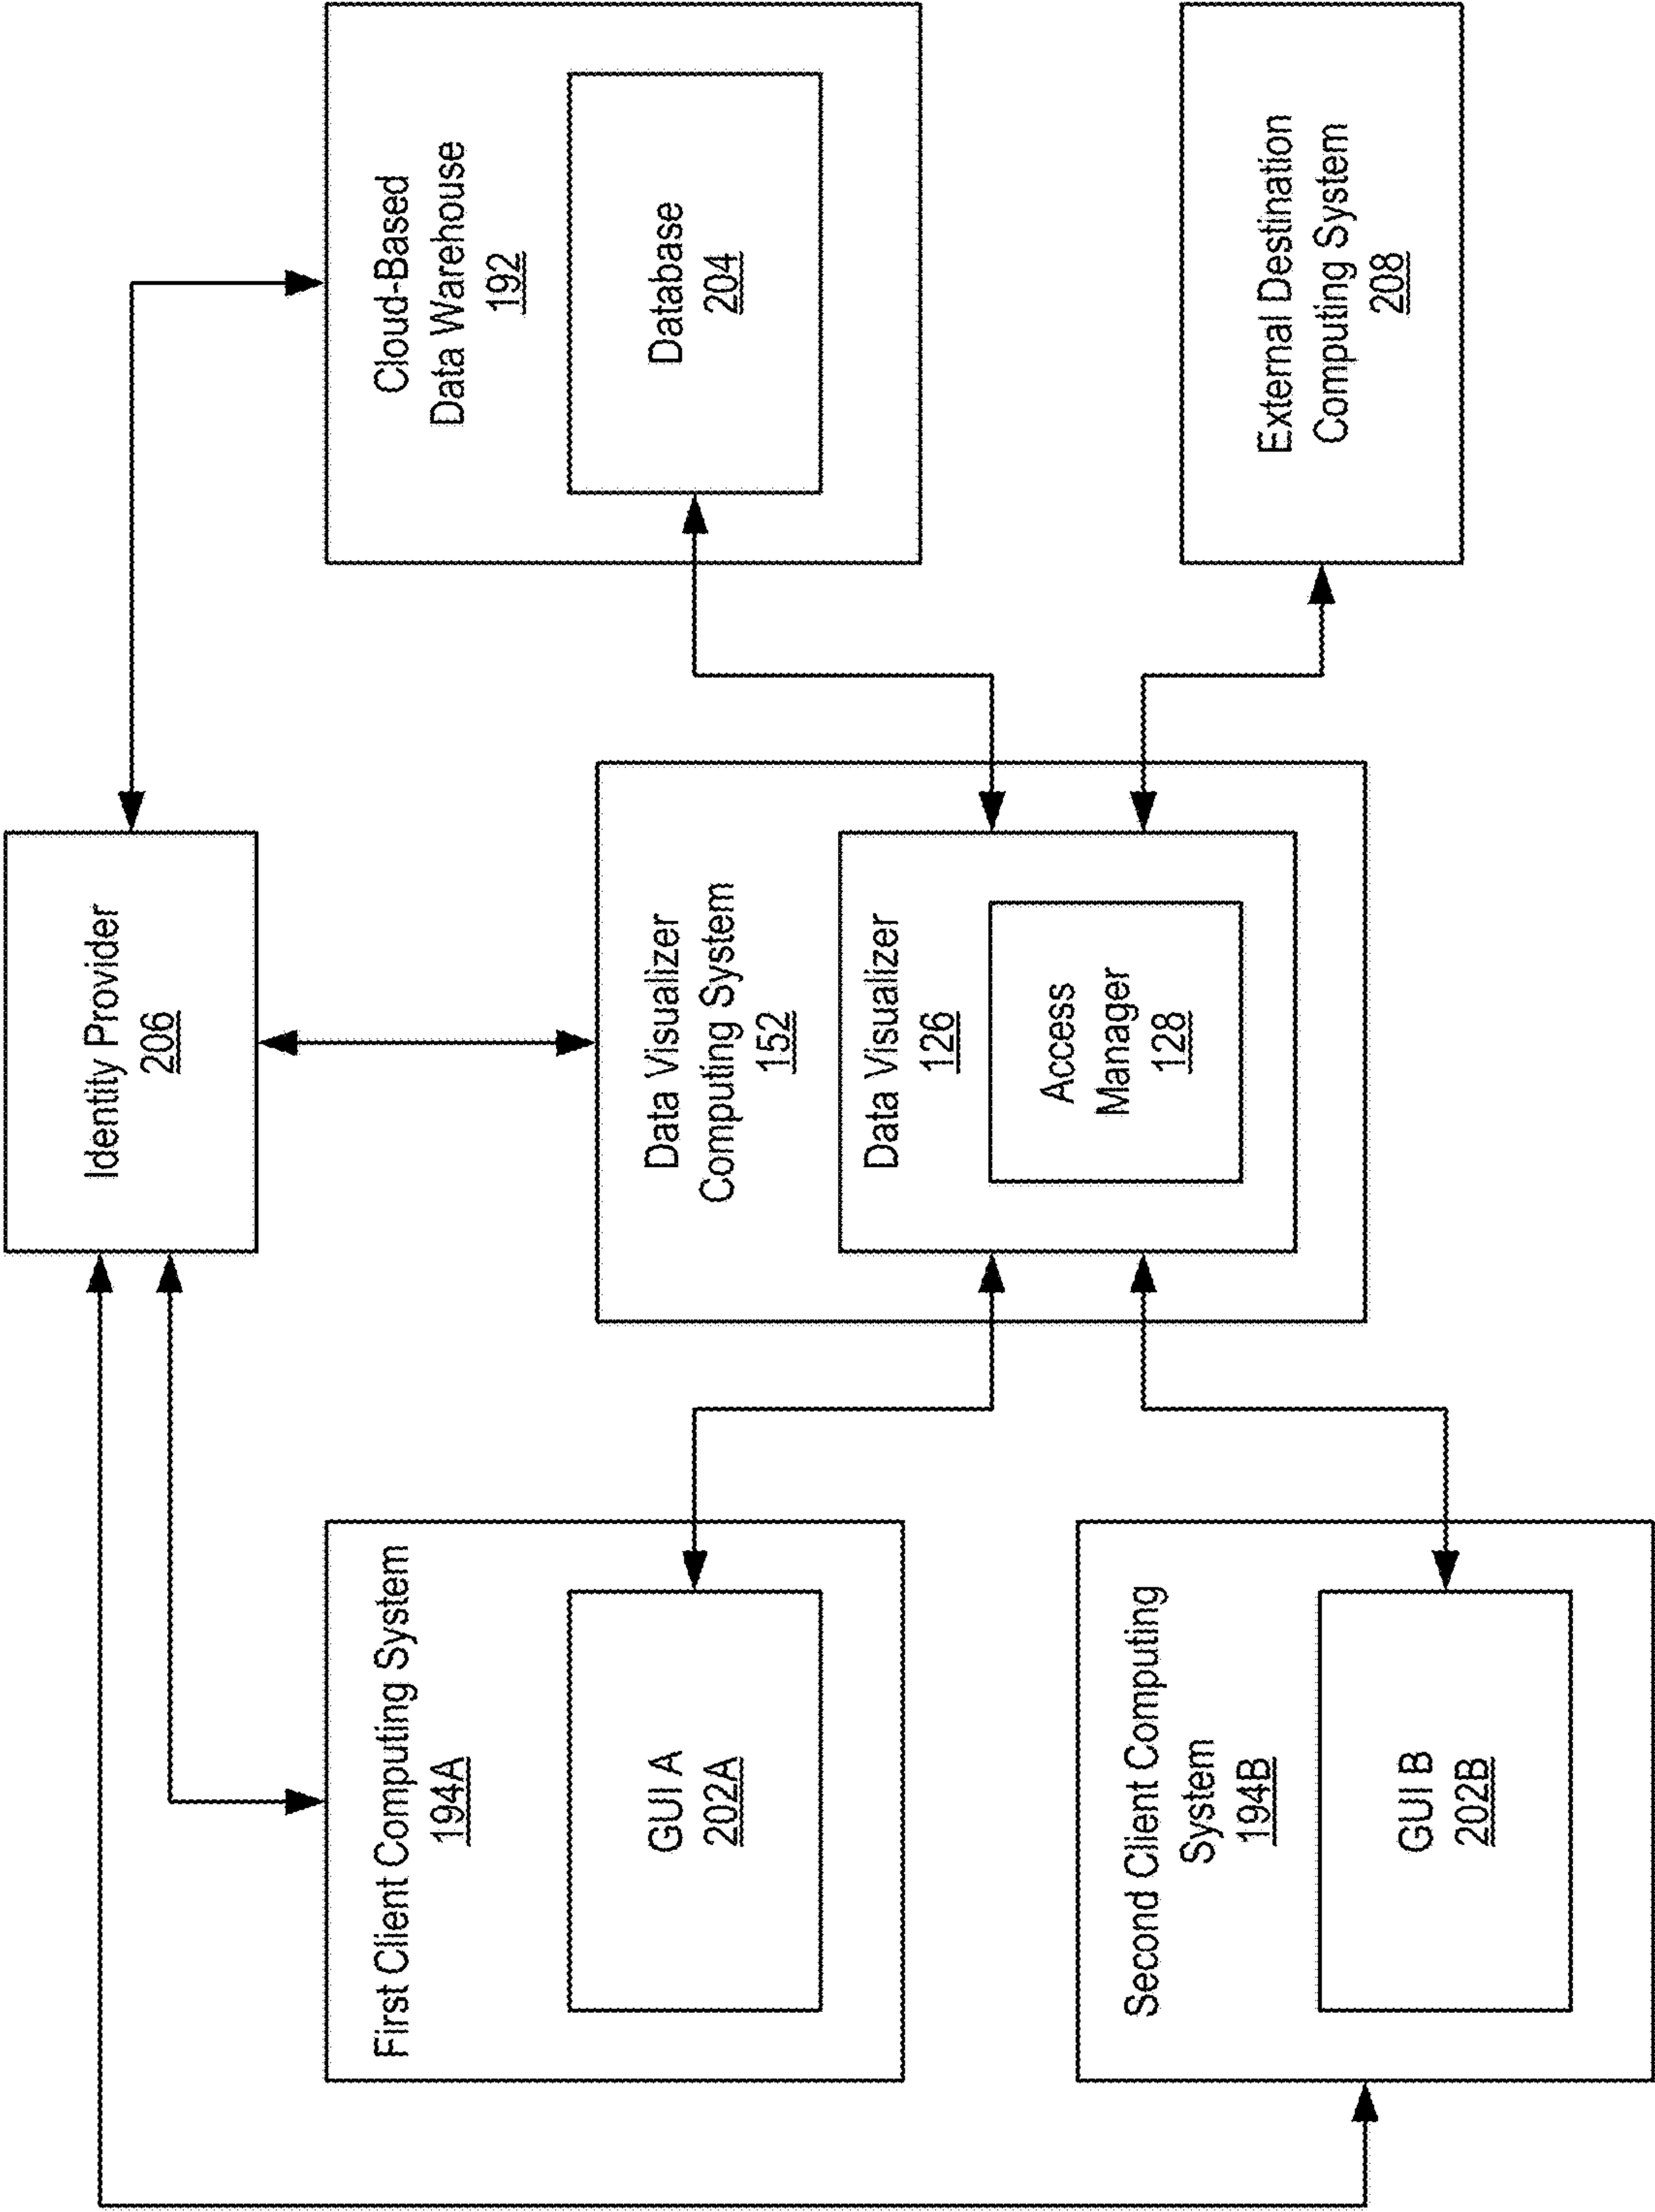 Identity Provider
206
First Client Computing System
194A
GUI A
202A
Data Visualizer
Computing System
152
Data Visualizer
126
Access
Manager
128
Cloud-Based
Data Warehouse
192
Database
204
Second Client Computing
System
194B
GUI B
202B
External Destination
Computing System
208